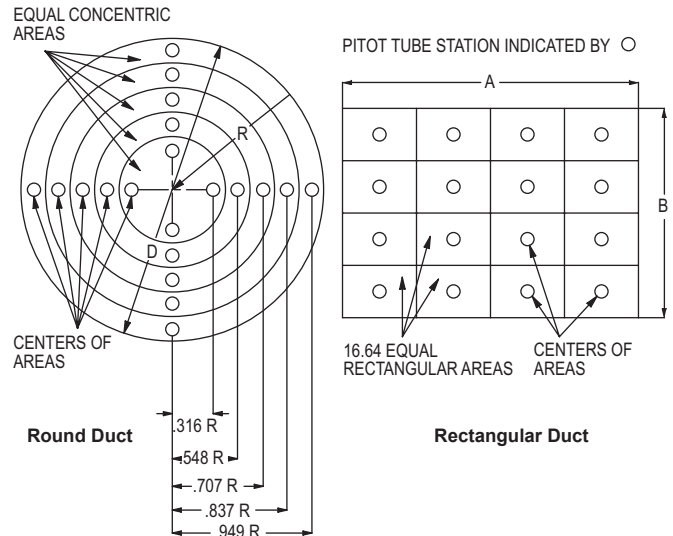 EQUAL CONCENTRIC
AREAS
PITOT TUBE STATION INDICATED BY
A
R
B
D
CENTERS OF
AREAS
16.64 EQUAL
RECTANGULAR AREAS
CENTERS OF
AREAS
.316 R
Round Duct
Rectangular Duct
.548 R
.707 R
.837 R
.949 R